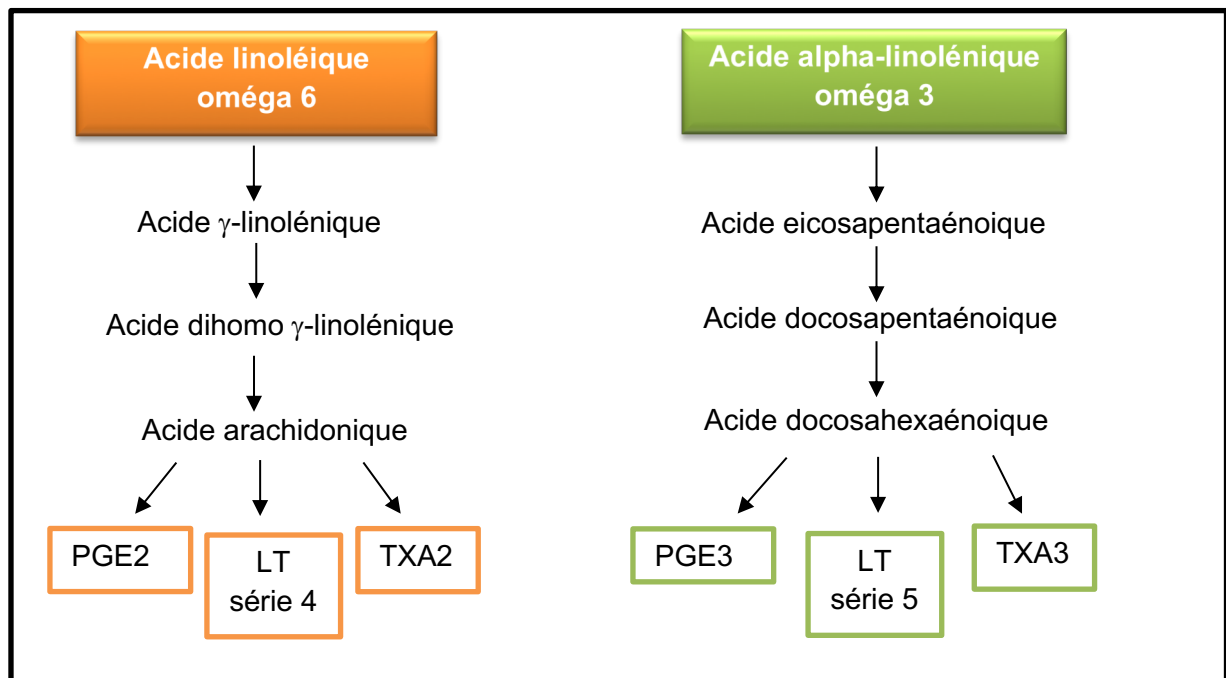 Acide linoléique
oméga 6
Acide γ-linolénique
Acide dihomo γ-linolénique
Acide arachidonique
PGE2
LT
série 4
TXA2
Acide alpha-linolénique
oméga 3
Acide eicosapentaénoique
Acide docosapentaénoique
Acide docosahexaénoique
PGE3
LT
série 5
TXA3